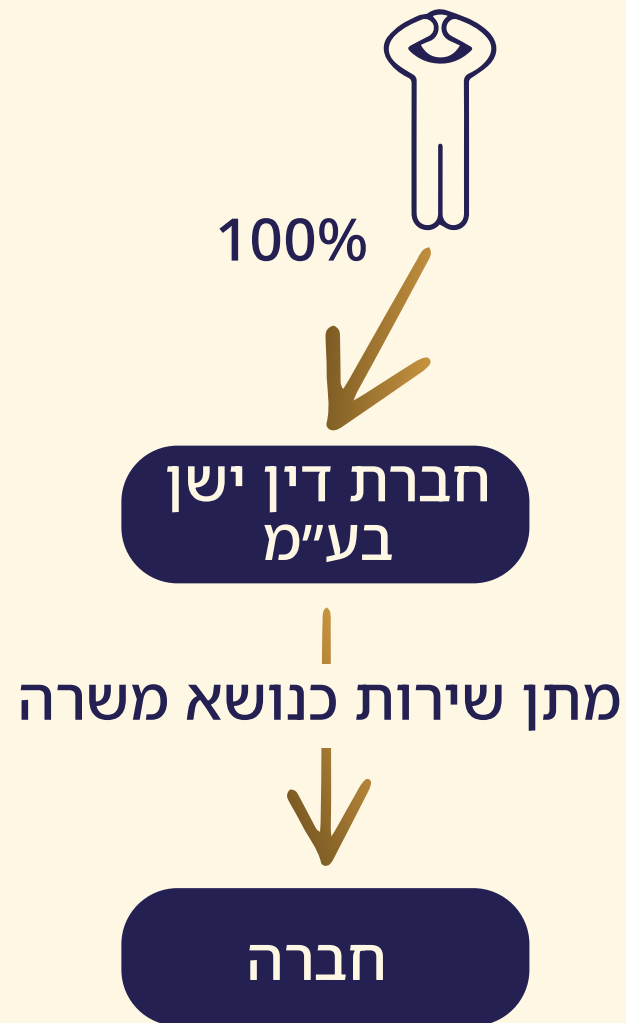 100%
חברת דין ישן
בע״מ
מתן שירות כנושא משרה
חברה